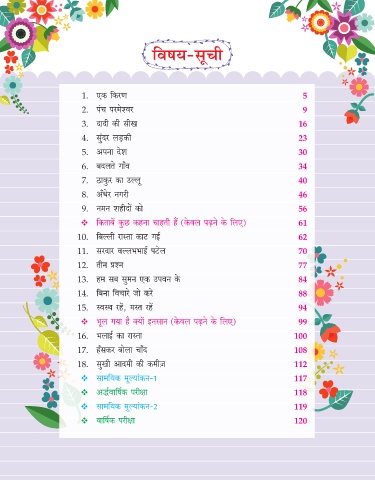 विषय-सूची
1. एक किरण 5
2. पंच परमेश्वर 9
3. दादी की सीख 16
4. सुंदर लड़की 23
5. अपना देश 30
6. बदलते गाँव 34
7. ठाकुर का उल्लू 40
8. अंधेर नगरी 46
9. नमन शहीदों को 56
❖ किताबें कुछ कहना चाहती हैं (केवल पढ़ने के लिए) 61
10. बिल्ली रास्ता काट गई 62
11. सरदार वल्लभभाई पटेल 70
12. तीन प्रश्न 77
13. हम सब सुमन एक उपवन के 84
14. बिना विचारे जो करे 88
15. स्वस्थ रहें, मस्त रहें 94
❖ भूल गया है क्यों इनसान (केवल पढ़ने के लिए) 99
16. भलाई का रास्ता 100
17. हँसकर बोला चाँद 108
18. सुखी आदमी की कमीज़ 112
❖ सामयिक मूल्यांकन-1 117
❖ अर्द्धवार्षिक परीक्षा 118
❖ सामयिक मूल्यांकन-2 119
❖ वार्षिक परीक्षा 120